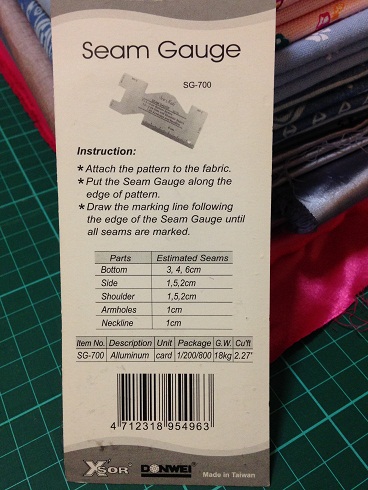 Seam Gauge
SG-700
Instruction:
* Attach the pattern to the fabric.
* Put the Seam Gauge along the
edge of pattern.
* Draw the marking line following
the edge of the Seam Gauge until
all seams are marked.
Parts Estimated Seams
Bottom 3, 4, 6cm
Side 1,5,2cm
Shoulder 1,5,2cm
Armholes 1cm
Neckline 1cm
Item No. Description Unit Package G.W. Cu'ft
SG-700 Alluminum card 1/200/800 18kg 2.27'
4 712318 954963
XSOR DONWEI Made in Taiwan